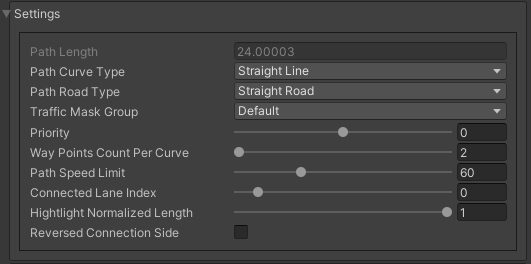 Settings
Path Length 24.00003
Path Curve Type Straight Line
Path Road Type Straight Road
Traffic Mask Group Default
Priority 0
Way Points Count Per Curve 2
Path Speed Limit 60
Connected Lane Index 0
Hightlight Normalized Length 1
Reversed Connection Side